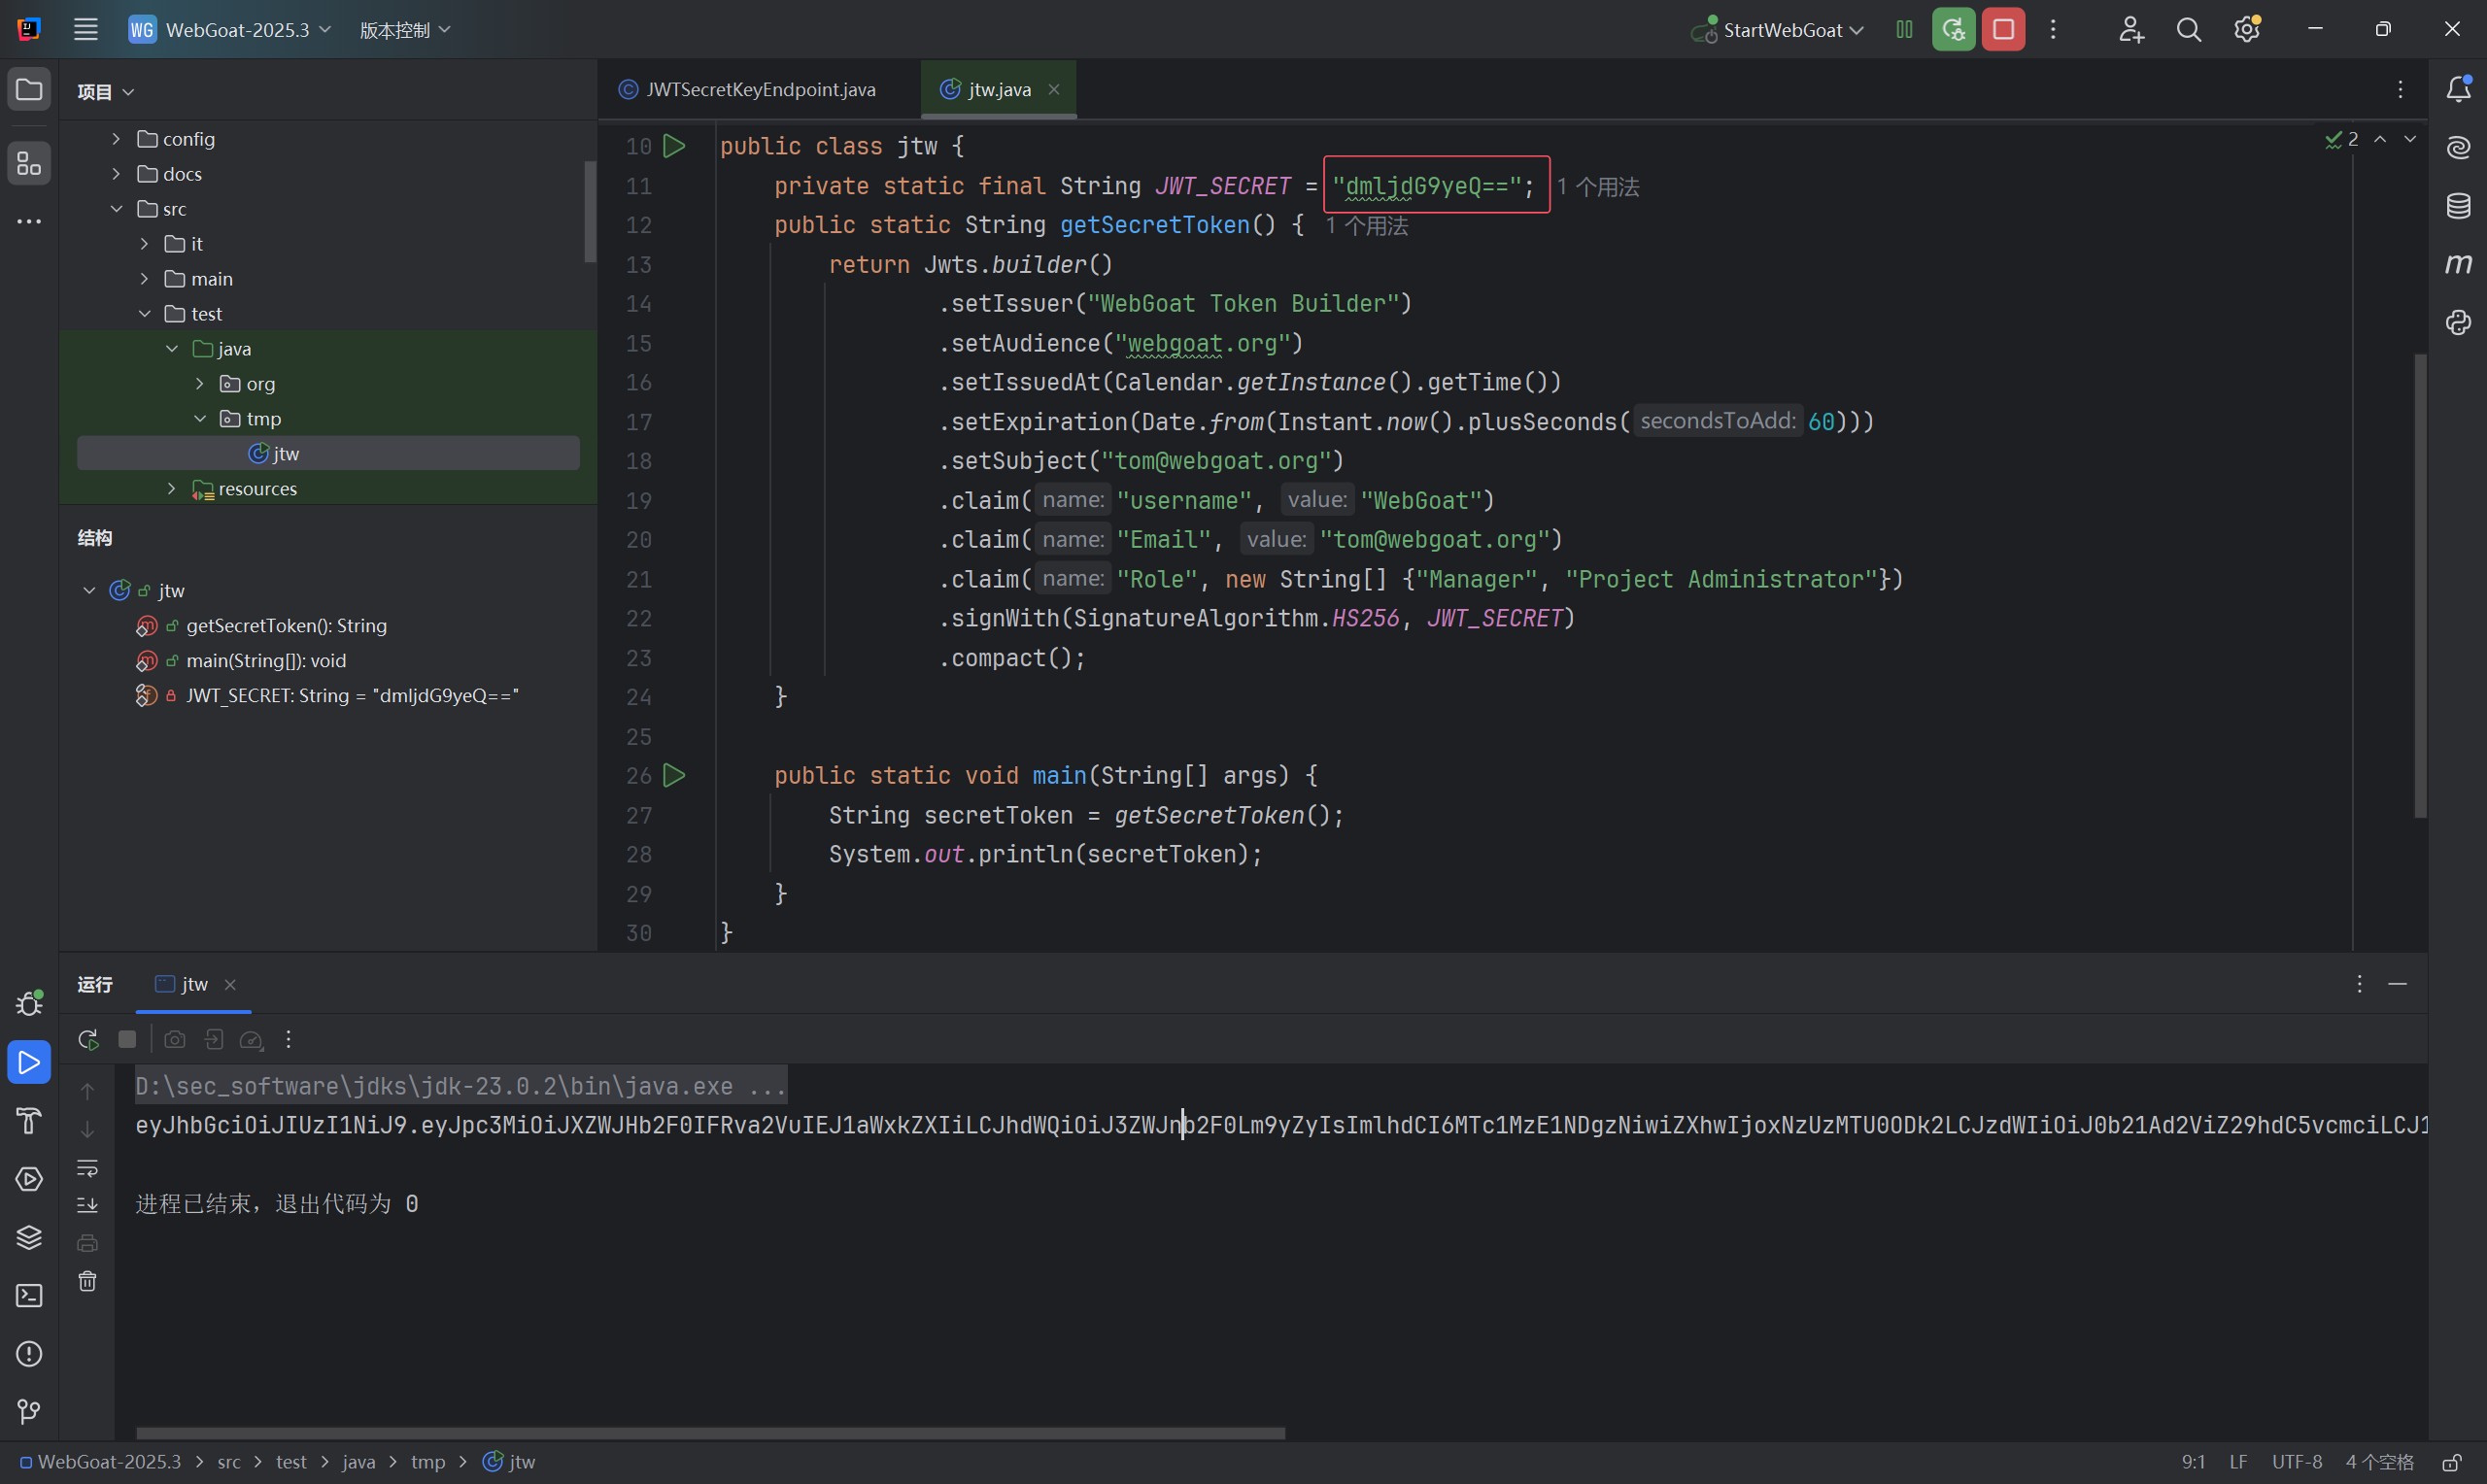 WG WebGoat-2025.3 版本控制 StartWebGoat
项目
config
docs
src
it
main
test
java
org
tmp
jtw
resources
结构
jtw
getSecretToken(): String
main(String[]): void
JWT_SECRET: String = "dmljdG9yeQ=="
JWTSecretKeyEndpoint.java jtw.java
2
10 public class jtw {
11 private static final String JWT_SECRET = "dmljdG9yeQ=="; 1 个用法
12 public static String getSecretToken() { 1 个用法
13 return Jwts.builder()
14 .setIssuer("WebGoat Token Builder")
15 .setAudience("webgoat.org")
16 .setIssuedAt(Calendar.getInstance().getTime())
17 .setExpiration(Date.from(Instant.now().plusSeconds( secondsToAdd: 60)))
18 .setSubject("tom@webgoat.org")
19 .claim( name: "username", value: "WebGoat")
20 .claim( name: "Email", value: "tom@webgoat.org")
21 .claim( name: "Role", new String[] {"Manager", "Project Administrator"})
22 .signWith(SignatureAlgorithm.HS256, JWT_SECRET)
23 .compact();
24 }
25
26 public static void main(String[] args) {
27 String secretToken = getSecretToken();
28 System.out.println(secretToken);
29 }
30 }
运行 jtw
D:\sec_software\jdks\jdk-23.0.2\bin\java.exe ...
eyJhbGciOiJIUzI1NiJ9.eyJpc3MiOiJXZWJHb2F0IFRva2VuIEJ1aWxkZXIiLCJhdWQiOiJ3ZWJnb2F0Lm9yZyIsImlhdCI6MTc1MzE1NDgzNiwiZXhwIjoxNzUzMTU0ODk2LCJzdWIiOiJ0b21Ad2ViZ29hdC5vcmciLCJ1
进程已结束，退出代码为 0
WebGoat-2025.3 > src > test > java > tmp > jtw 9:1 LF UTF-8 4 个空格